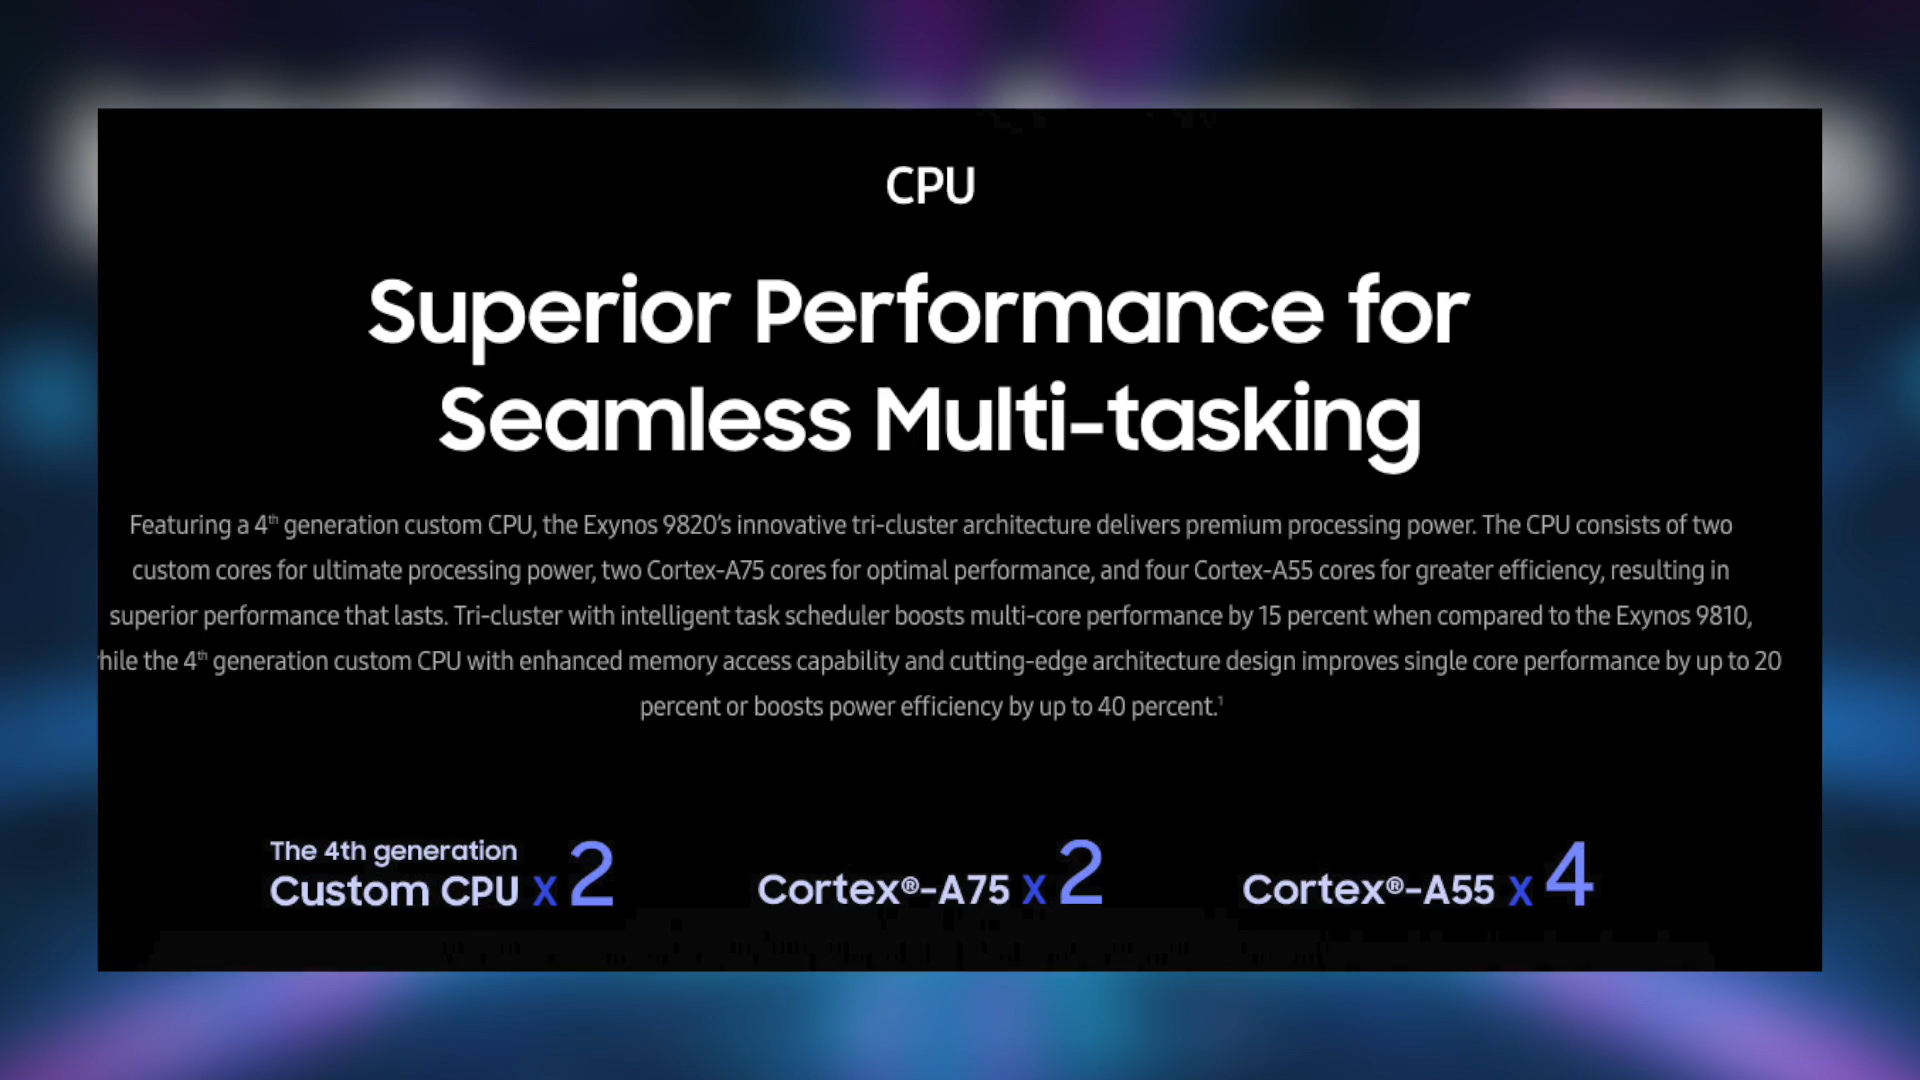 CPU
Superior Performance for
Seamless Multi-tasking
Featuring a 4th generation custom CPU, the Exynos 9820's innovative tri-cluster architecture delivers premium processing power. The CPU consists of two
custom cores for ultimate processing power, two Cortex-A75 cores for optimal performance, and four Cortex-A55 cores for greater efficiency, resulting in
superior performance that lasts. Tri-cluster with intelligent task scheduler boosts multi-core performance by 15 percent when compared to the Exynos 9810,
hile the 4th generation custom CPU with enhanced memory access capability and cutting-edge architecture design improves single core performance by up to 20
percent or boosts power efficiency by up to 40 percent.1
The 4th generation
Custom CPU x 2
Cortex®-A75 x 2
Cortex®-A55 x 4